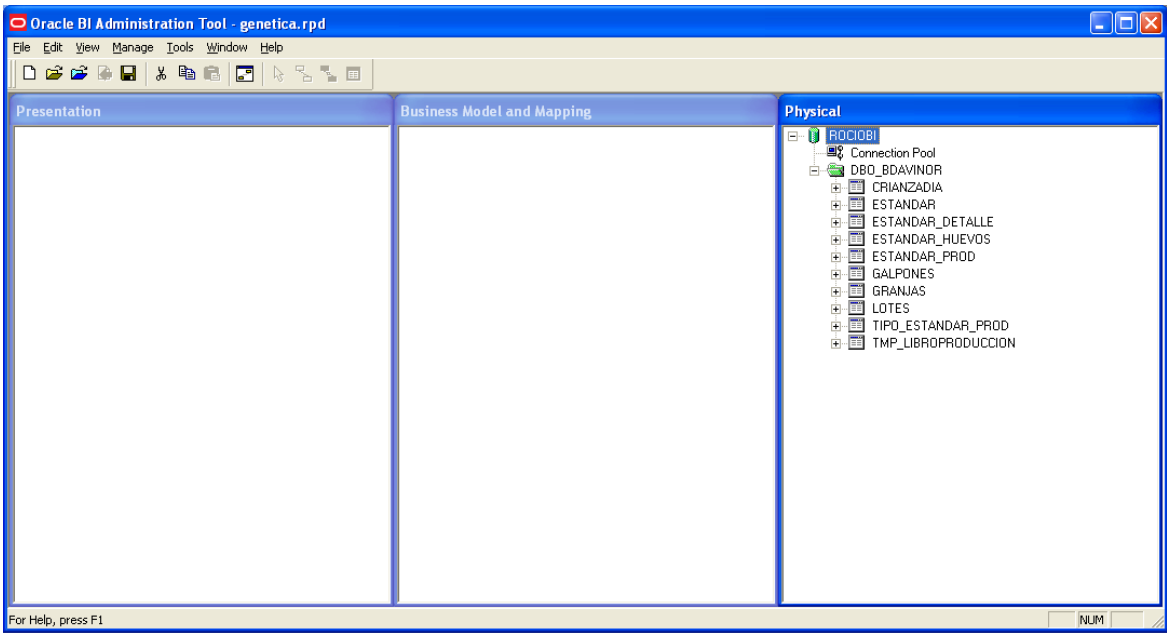 Oracle BI Administration Tool - genetica.rpd
File Edit View Manage Tools Window Help
Presentation
Business Model and Mapping
Physical
ROCIOBI
Connection Pool
DBO_BDAVINOR
CRIANZADIA
ESTANDAR
ESTANDAR_DETALLE
ESTANDAR_HUEVOS
ESTANDAR_PROD
GALPONES
GRANJAS
LOTES
TIPO_ESTANDAR_PROD
TMP_LIBROPRODUCCION
For Help, press F1
NUM